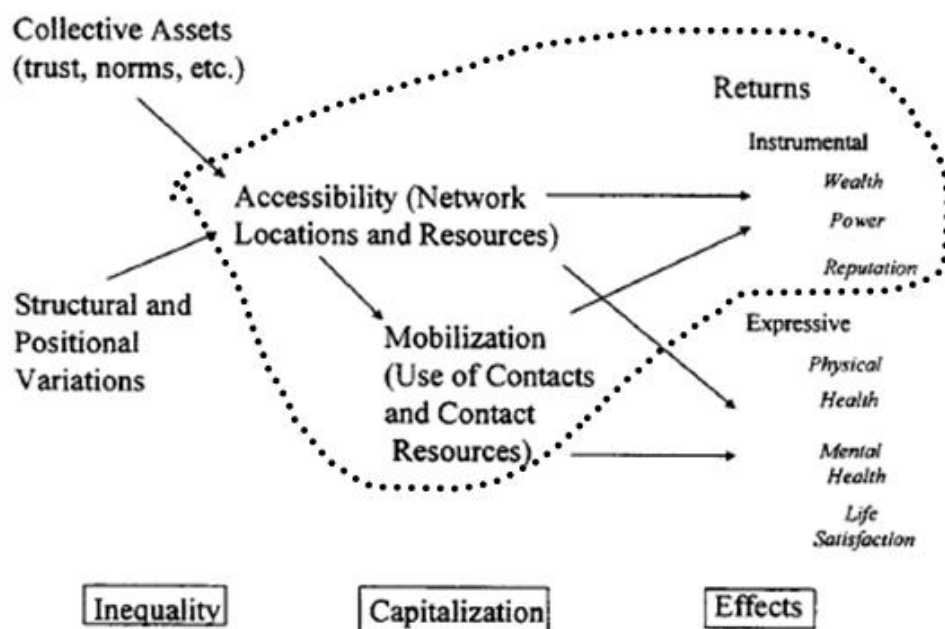 Collective Assets
(trust, norms, etc.)
Returns
Instrumental
Wealth
Accessibility (Network
Locations and Resources)
Power
Reputation
Structural and
Positional
Variations
Mobilization
(Use of Contacts
and Contact
Resources)
Expressive
Physical
Health
Mental
Health
Life
Satisfaction
Inequality
Capitalization
Effects